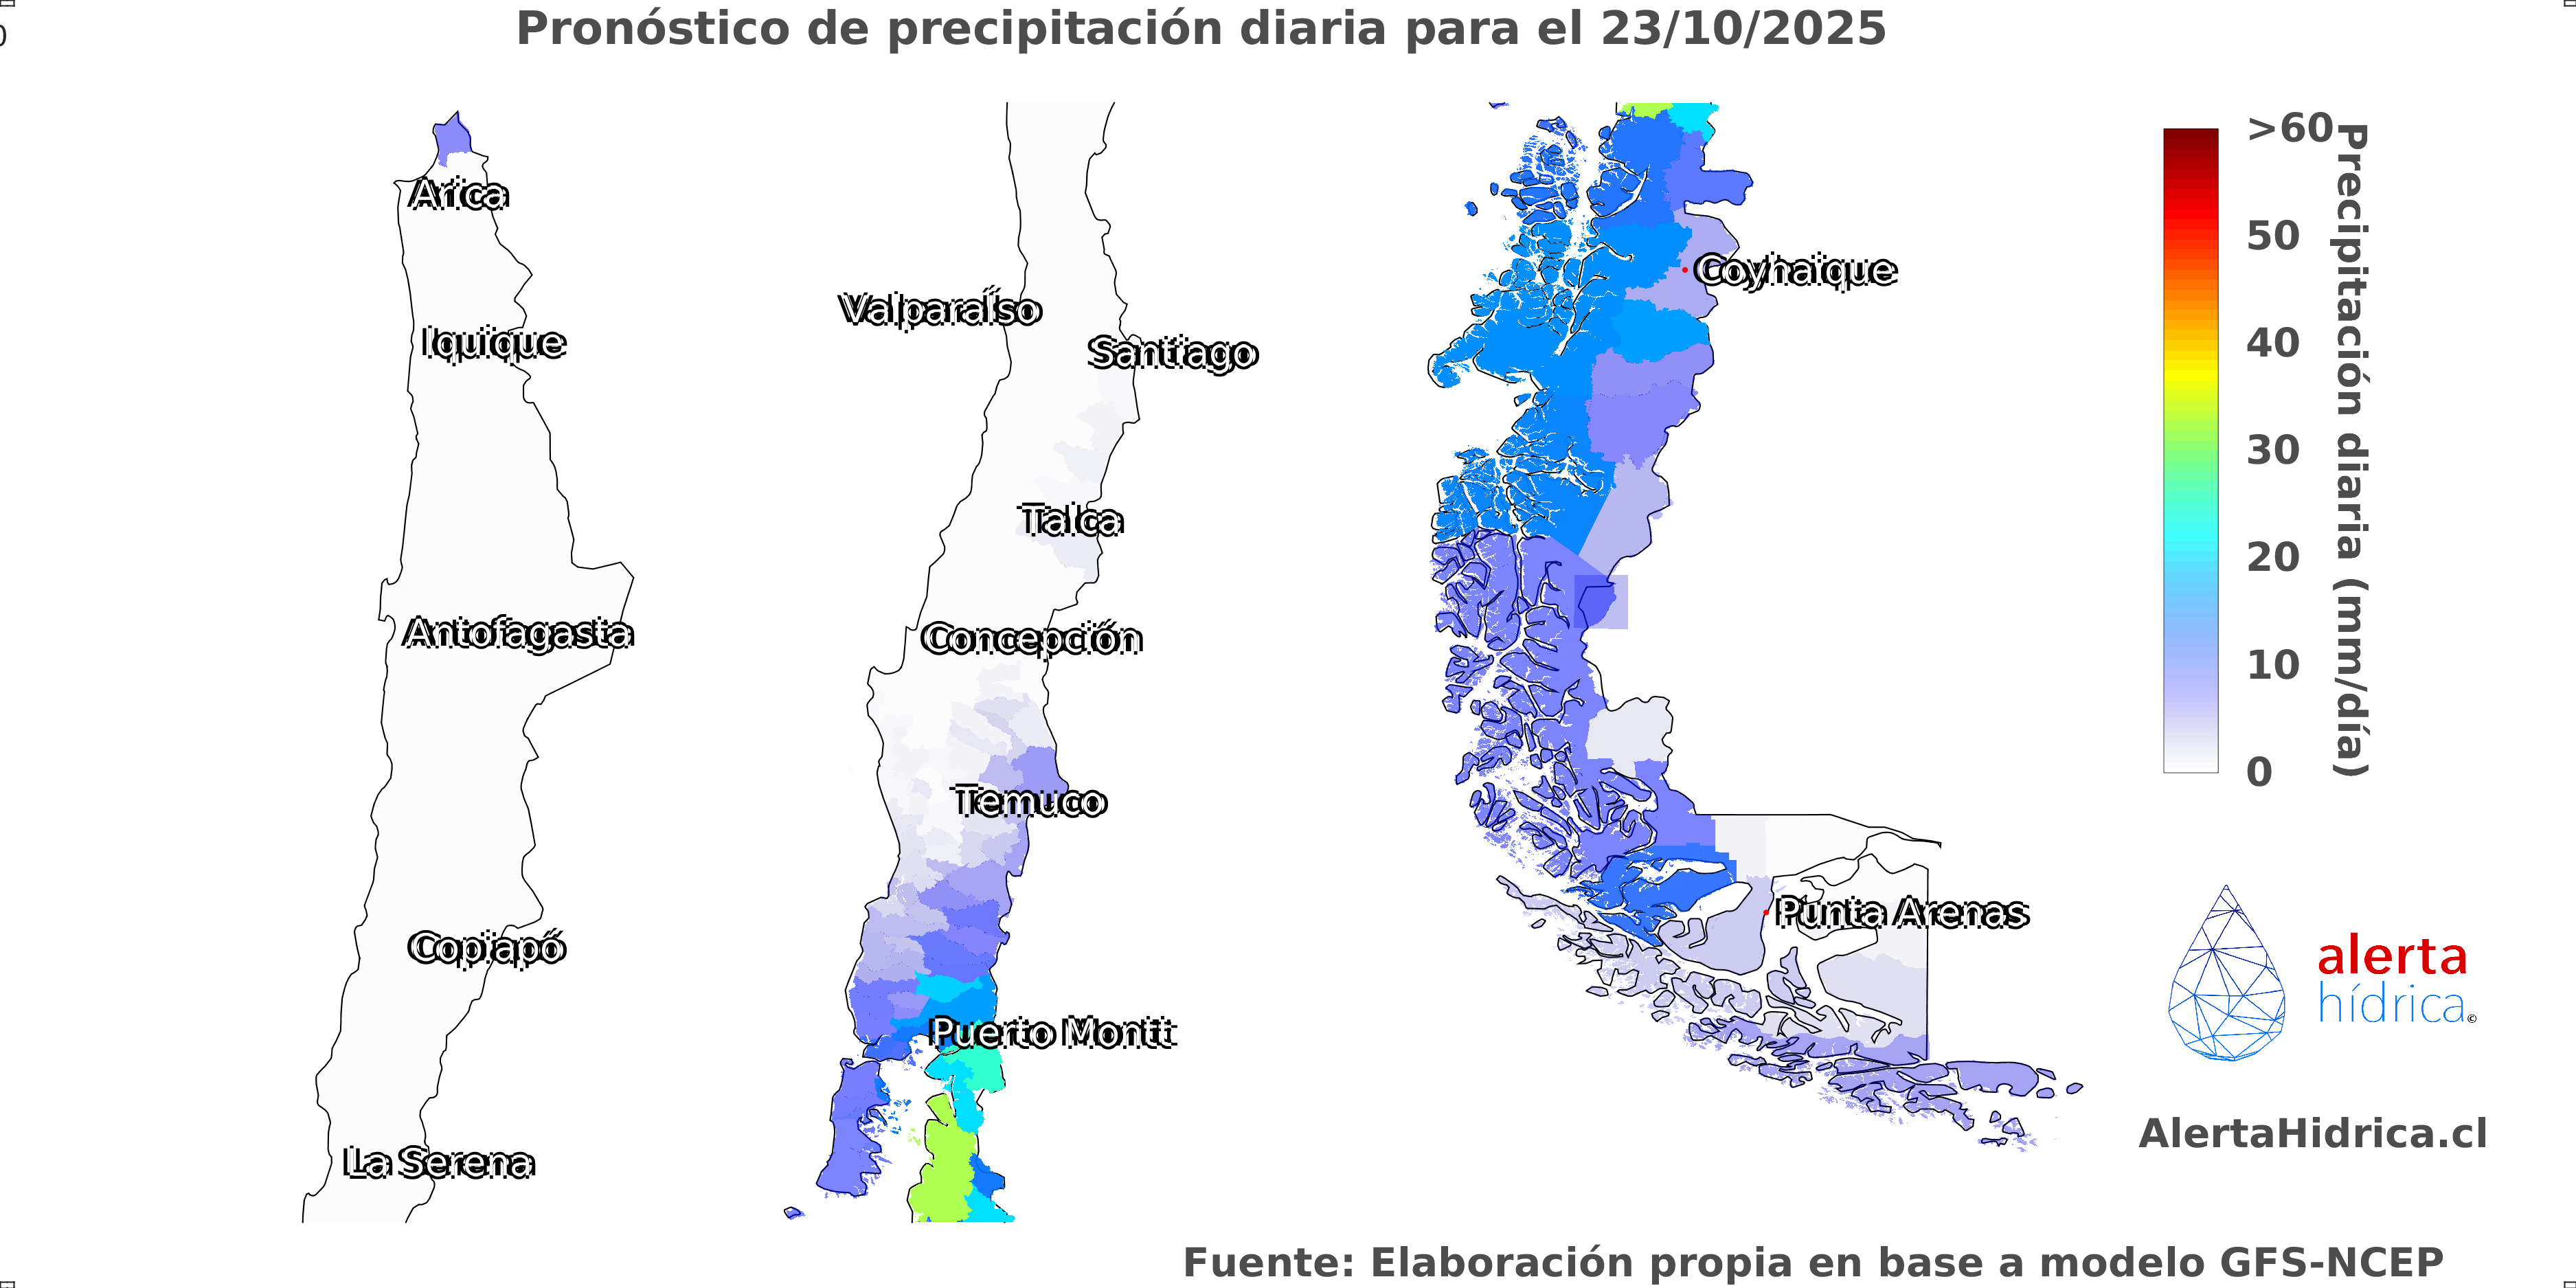 Pronóstico de precipitación diaria para el 23/10/2025
0
Arica
Iquique
Antofagasta
Copiapó
La Serena
Valparaíso
Santiago
Talca
Concepción
Temuco
Puerto Montt
Coyhaique
Punta Arenas
>60
50
40
30
20
10
0
Precipitación diaria (mm/día)
alerta
hídrica©
AlertaHidrica.cl
Fuente: Elaboración propia en base a modelo GFS-NCEP